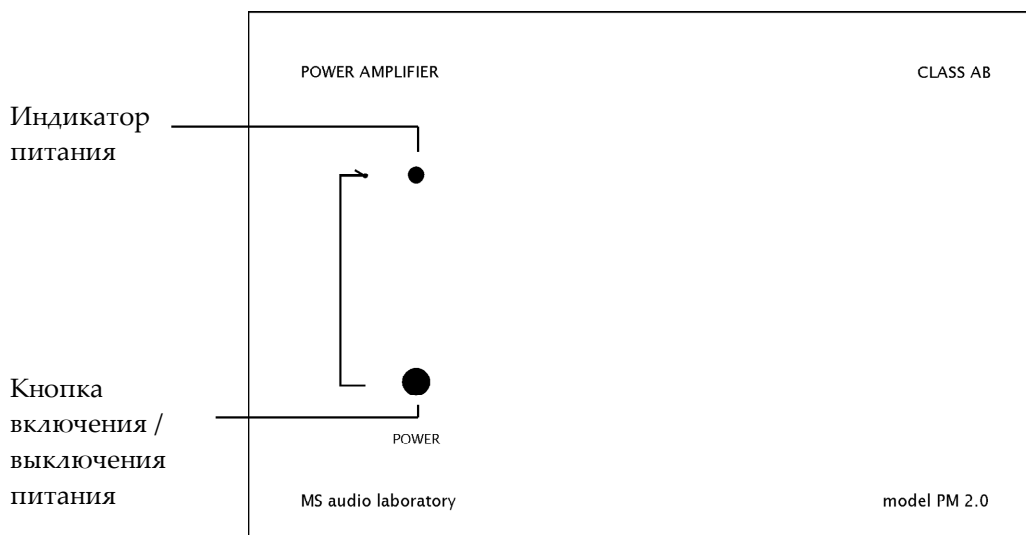 POWER AMPLIFIER
CLASS AB
Индикатор
питания
Кнопка
включения /
выключения
питания
POWER
MS audio laboratory
model PM 2.0